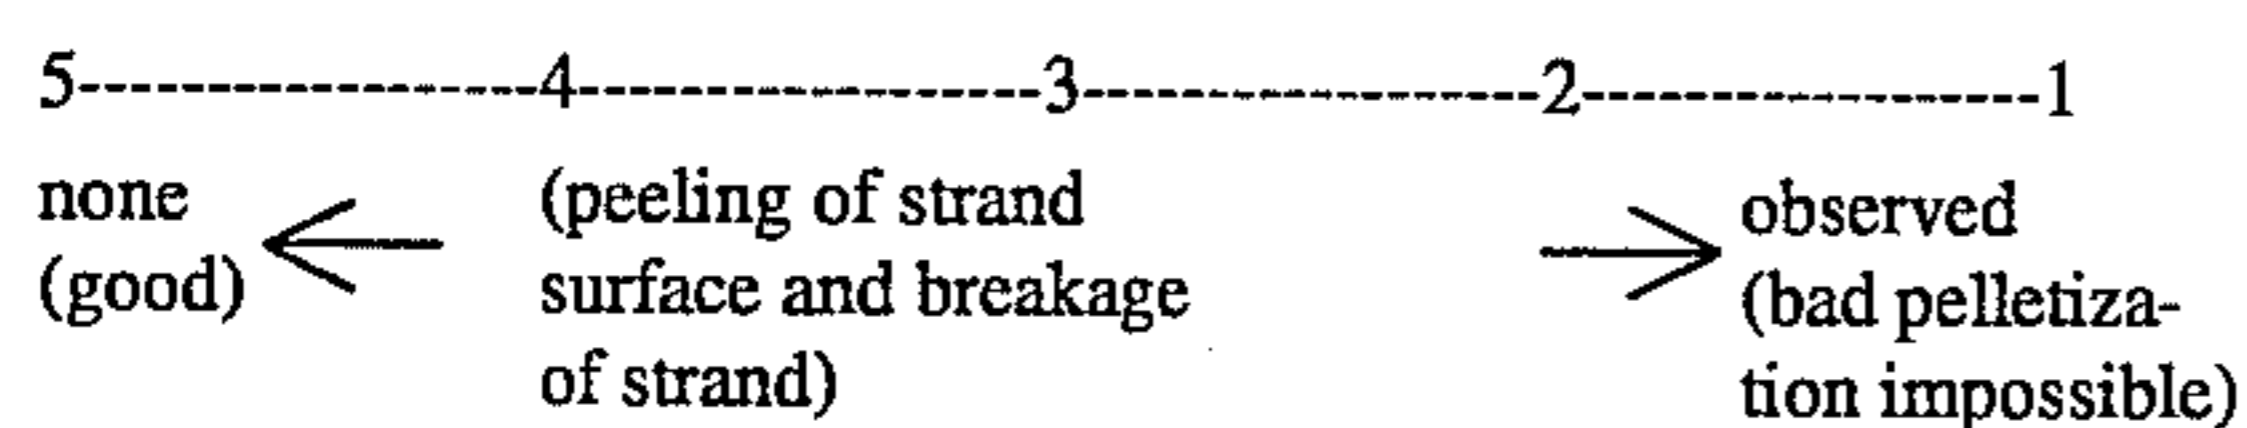 5------------------4------------------3------------------2------------------1
none (peeling of strand observed
(good) surface and breakage (bad pelletiza-
of strand) tion impossible)